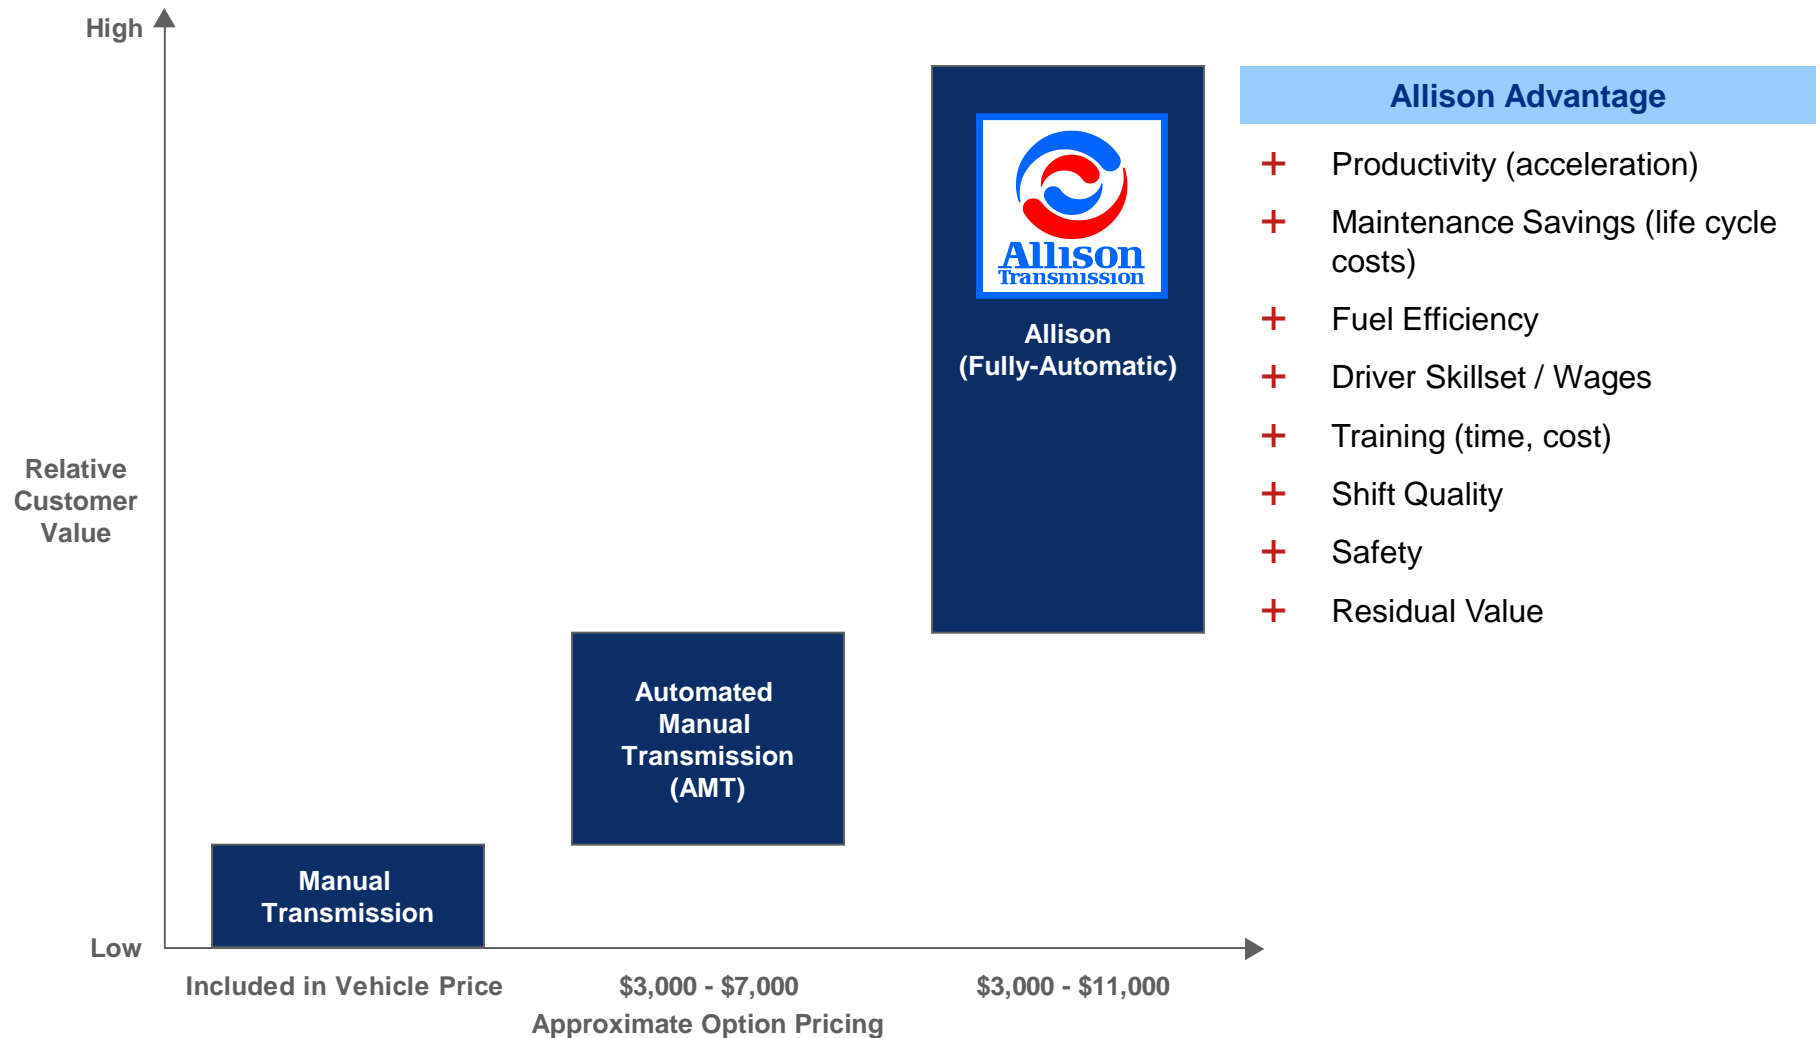 High
Relative
Customer
Value
Low
Manual
Transmission
Automated
Manual
Transmission
(AMT)
Allison
Transmission
Allison
(Fully-Automatic)
Included in Vehicle Price
$3,000 - $7,000
$3,000 - $11,000
Approximate Option Pricing
Allison Advantage
+ Productivity (acceleration)
+ Maintenance Savings (life cycle
costs)
+ Fuel Efficiency
+ Driver Skillset / Wages
+ Training (time, cost)
+ Shift Quality
+ Safety
+ Residual Value